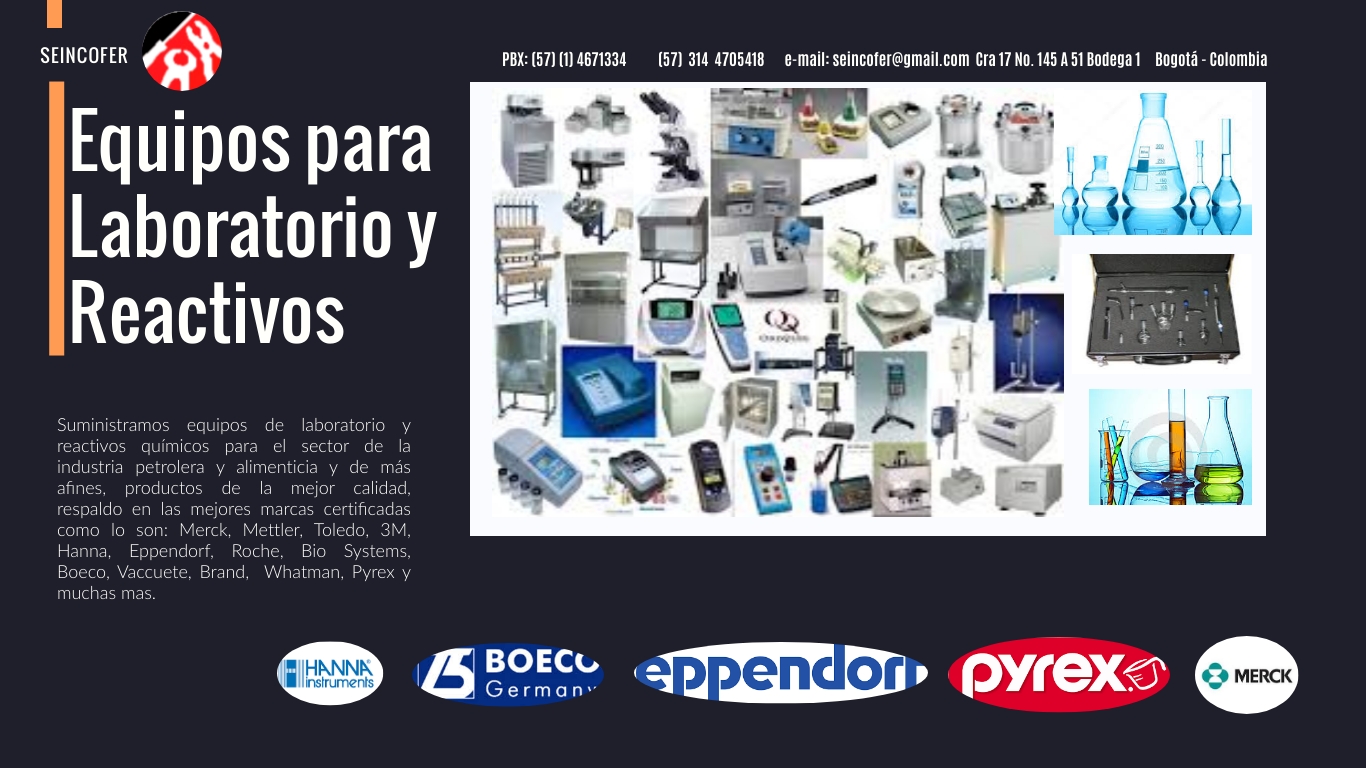 SEINCOFER
PBX: (57) (1) 4671334 (57) 314 4705418 e-mail: seincofer@gmail.com Cra 17 No. 145 A 51 Bodega 1 Bogotá - Colombia
Equipos para
Laboratorio y
Reactivos
Suministramos equipos de laboratorio y
reactivos químicos para el sector de la
industria petrolera y alimenticia y de más
afines, productos de la mejor calidad,
respaldo en las mejores marcas certificadas
como lo son: Merck, Mettler, Toledo, 3M,
Hanna, Eppendorf, Roche, Bio Systems,
Boeco, Vaccuete, Brand, Whatman, Pyrex y
muchas mas.
HANNA
instruments
BOECO
Germany
eppendorf
pyrex
MERCK